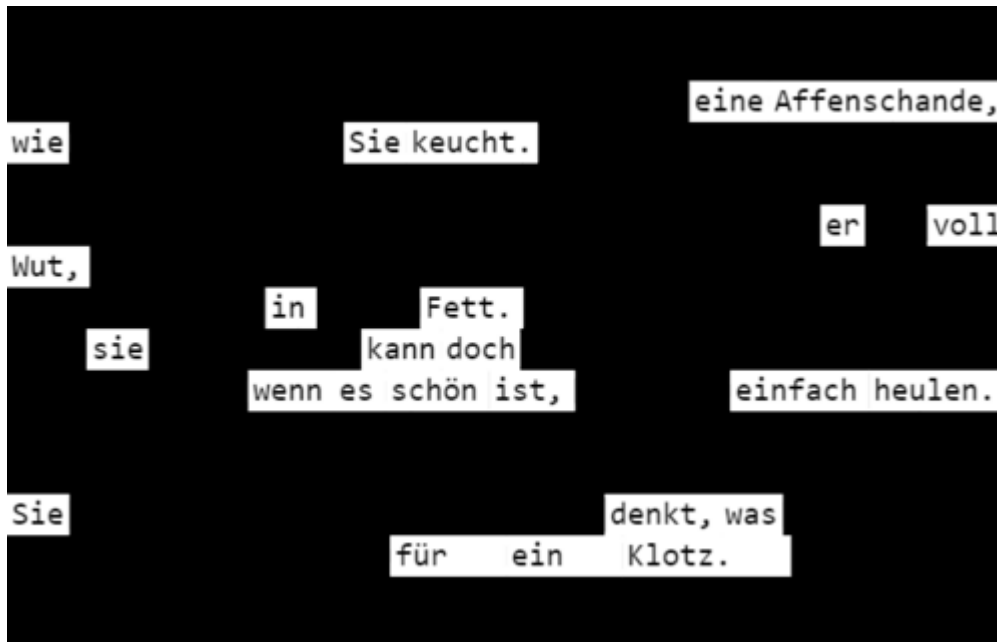 eine Affenschande,
wie Sie keucht.
er voll
Wut,
in Fett.
sie kann doch
wenn es schön ist, einfach heulen.
Sie denkt, was
für ein Klotz.